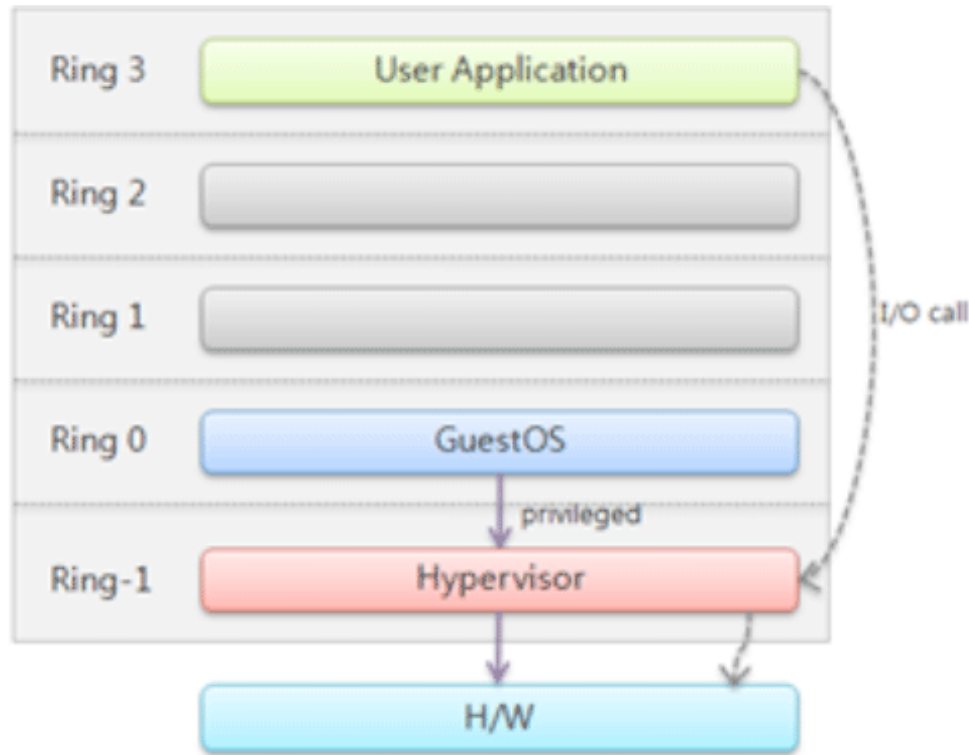 Ring 3
User Application
Ring 2
Ring 1
I/O call
Ring 0
GuestOS
privileged
Ring-1
Hypervisor
H/W